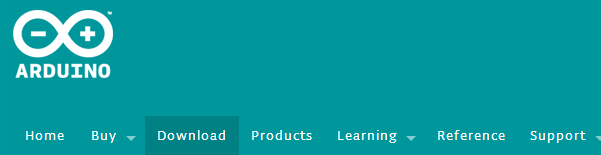 ARDUINO
Home Buy Download Products Learning Reference Support